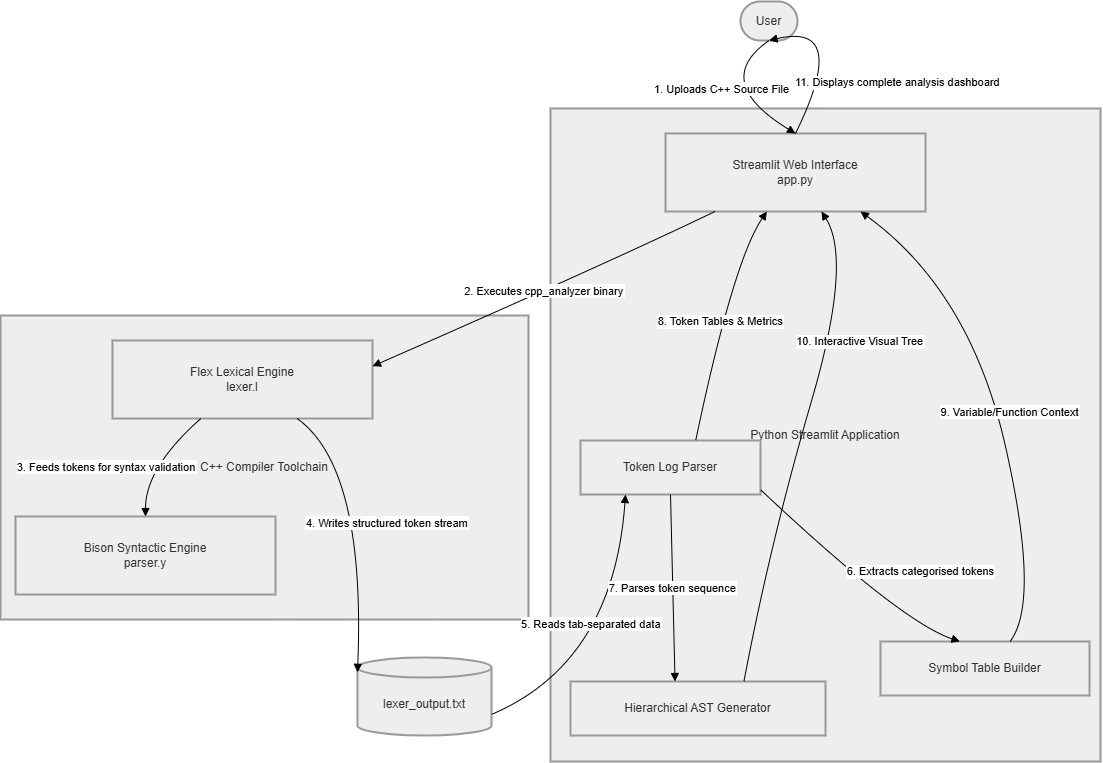 User
1. Uploads C++ Source File
11. Displays complete analysis dashboard
Streamlit Web Interface
app.py
2. Executes cpp_analyzer binary
8. Token Tables & Metrics
10. Interactive Visual Tree
Flex Lexical Engine
lexer.l
9. Variable/Function Context
Python Streamlit Application
3. Feeds tokens for syntax validation
C++ Compiler Toolchain
Token Log Parser
4. Writes structured token stream
Bison Syntactic Engine
parser.y
6. Extracts categorised tokens
7. Parses token sequence
5. Reads tab-separated data
Symbol Table Builder
lexer_output.txt
Hierarchical AST Generator